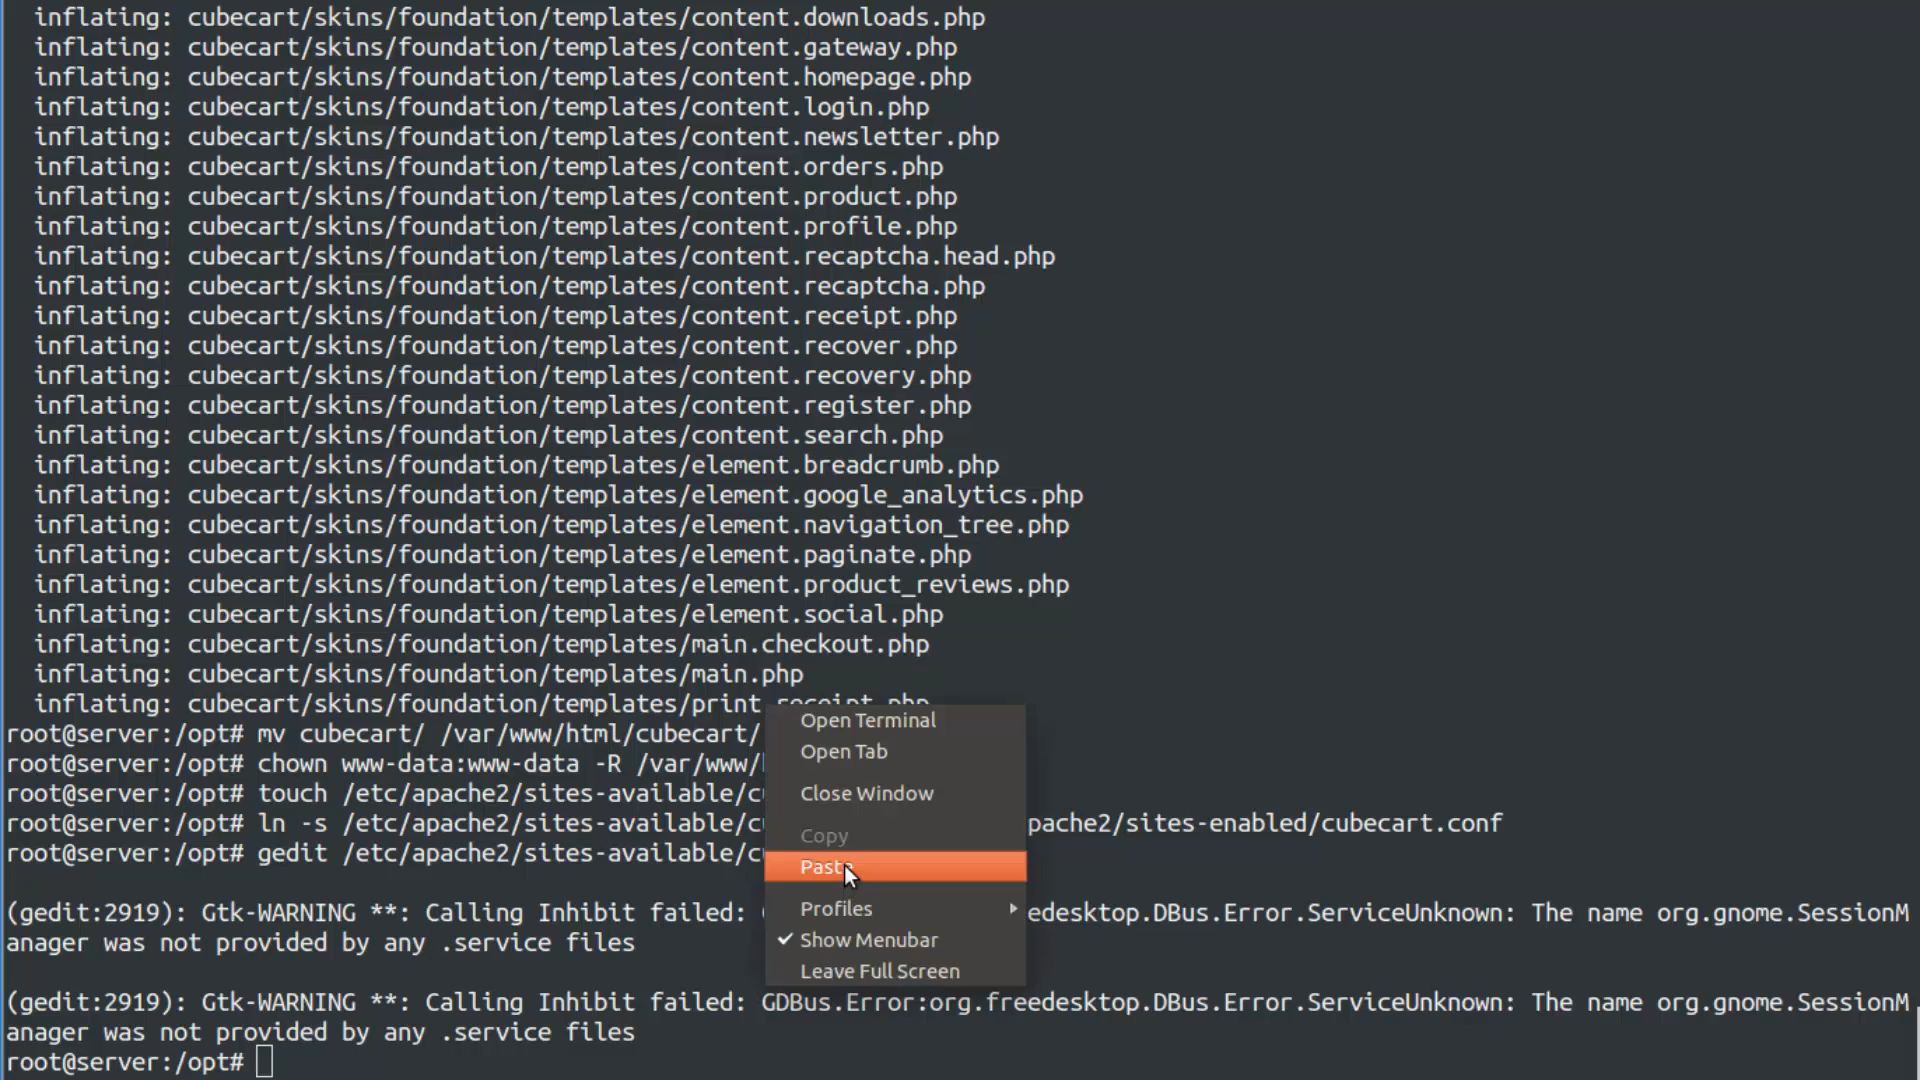 inflating: cubecart/skins/foundation/templates/content.downloads.php
inflating: cubecart/skins/foundation/templates/content.gateway.php
inflating: cubecart/skins/foundation/templates/content.homepage.php
inflating: cubecart/skins/foundation/templates/content.login.php
inflating: cubecart/skins/foundation/templates/content.newsletter.php
inflating: cubecart/skins/foundation/templates/content.orders.php
inflating: cubecart/skins/foundation/templates/content.product.php
inflating: cubecart/skins/foundation/templates/content.profile.php
inflating: cubecart/skins/foundation/templates/content.recaptcha.head.php
inflating: cubecart/skins/foundation/templates/content.recaptcha.php
inflating: cubecart/skins/foundation/templates/content.receipt.php
inflating: cubecart/skins/foundation/templates/content.recover.php
inflating: cubecart/skins/foundation/templates/content.recovery.php
inflating: cubecart/skins/foundation/templates/content.register.php
inflating: cubecart/skins/foundation/templates/content.search.php
inflating: cubecart/skins/foundation/templates/element.breadcrumb.php
inflating: cubecart/skins/foundation/templates/element.google_analytics.php
inflating: cubecart/skins/foundation/templates/element.navigation_tree.php
inflating: cubecart/skins/foundation/templates/element.paginate.php
inflating: cubecart/skins/foundation/templates/element.product_reviews.php
inflating: cubecart/skins/foundation/templates/element.social.php
inflating: cubecart/skins/foundation/templates/main.checkout.php
inflating: cubecart/skins/foundation/templates/main.php
inflating: cubecart/skins/foundation/templates/print_receipt.php
root@server:/opt# mv cubecart/ /var/www/html/cubecart/
root@server:/opt# chown www-data:www-data -R /var/www/
root@server:/opt# touch /etc/apache2/sites-available/c
root@server:/opt# ln -s /etc/apache2/sites-available/c pache2/sites-enabled/cubecart.conf
root@server:/opt# gedit /etc/apache2/sites-available/c
(gedit:2919): Gtk-WARNING **: Calling Inhibit failed: edesktop.DBus.Error.ServiceUnknown: The name org.gnome.SessionM
anager was not provided by any .service files
(gedit:2919): Gtk-WARNING **: Calling Inhibit failed: GDBus.Error:org.freedesktop.DBus.Error.ServiceUnknown: The name org.gnome.SessionM
anager was not provided by any .service files
root@server:/opt#
Open Terminal
Open Tab
Close Window
Copy
Paste
Profiles
Show Menubar
Leave Full Screen